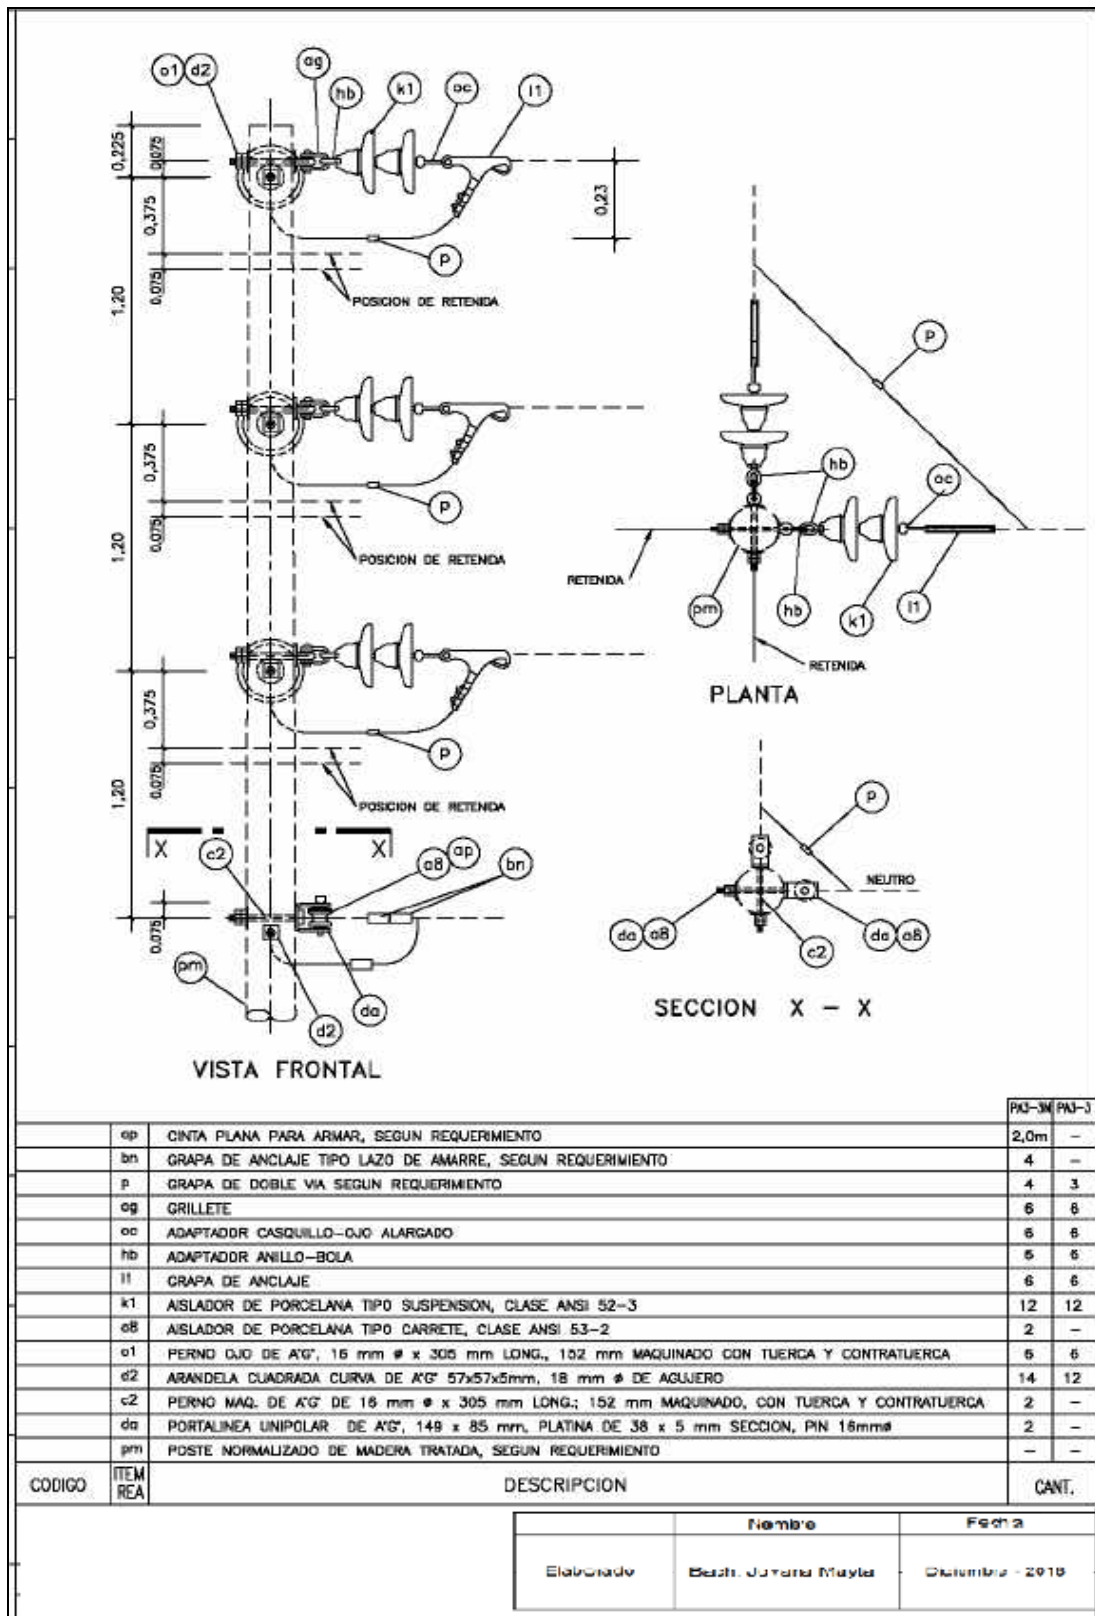 o1 d2 ag hb k1 oc l1
0,225
0,075
0,375
0,075
1,20
0,23
P
POSICION DE RETENIDA
0,375
0,075
1,20
P
POSICION DE RETENIDA
0,375
0,075
1,20
P
POSICION DE RETENIDA
X X
c2 a8 ap bn
0,075
pm
d2
da
VISTA FRONTAL
P
hb
oc
RETENIDA
pm
hb
k1
l1
RETENIDA
PLANTA
P
NEUTRO
da a8
c2
da a8
SECCION X - X
PA3-3M PA3-3
ap CINTA PLANA PARA ARMAR, SEGUN REQUERIMIENTO 2,0m -
bn GRAPA DE ANCLAJE TIPO LAZO DE AMARRE, SEGUN REQUERIMIENTO 4 -
P GRAPA DE DOBLE VIA SEGUN REQUERIMIENTO 4 3
ag GRILLETE 6 6
oc ADAPTADOR CASQUILLO-OJO ALARGADO 6 6
hb ADAPTADOR ANILLO-BOLA 6 6
l1 GRAPA DE ANCLAJE 6 6
k1 AISLADOR DE PORCELANA TIPO SUSPENSION, CLASE ANSI 52-3 12 12
a8 AISLADOR DE PORCELANA TIPO CARRETE, CLASE ANSI 53-2 2 -
o1 PERNO OJO DE A'G', 16 mm ø x 305 mm LONG., 152 mm MAQUINADO CON TUERCA Y CONTRATUERCA 6 6
d2 ARANDELA CUADRADA CURVA DE A'G' 57x57x5mm, 18 mm ø DE AGUJERO 14 12
c2 PERNO MAQ. DE A'G' DE 16 mm ø x 305 mm LONG.; 152 mm MAQUINADO, CON TUERCA Y CONTRATUERCA 2 -
da PORTALINEA UNIPOLAR DE A'G', 149 x 85 mm, PLATINA DE 38 x 5 mm SECCION, PIN 16mmø 2 -
pm POSTE NORMALIZADO DE MADERA TRATADA, SEGUN REQUERIMIENTO - -
CODIGO ITEM REA DESCRIPCION CANT.
Nombre Fecha
Elaborado Bach. Jovana Mayta Diciembre - 2016